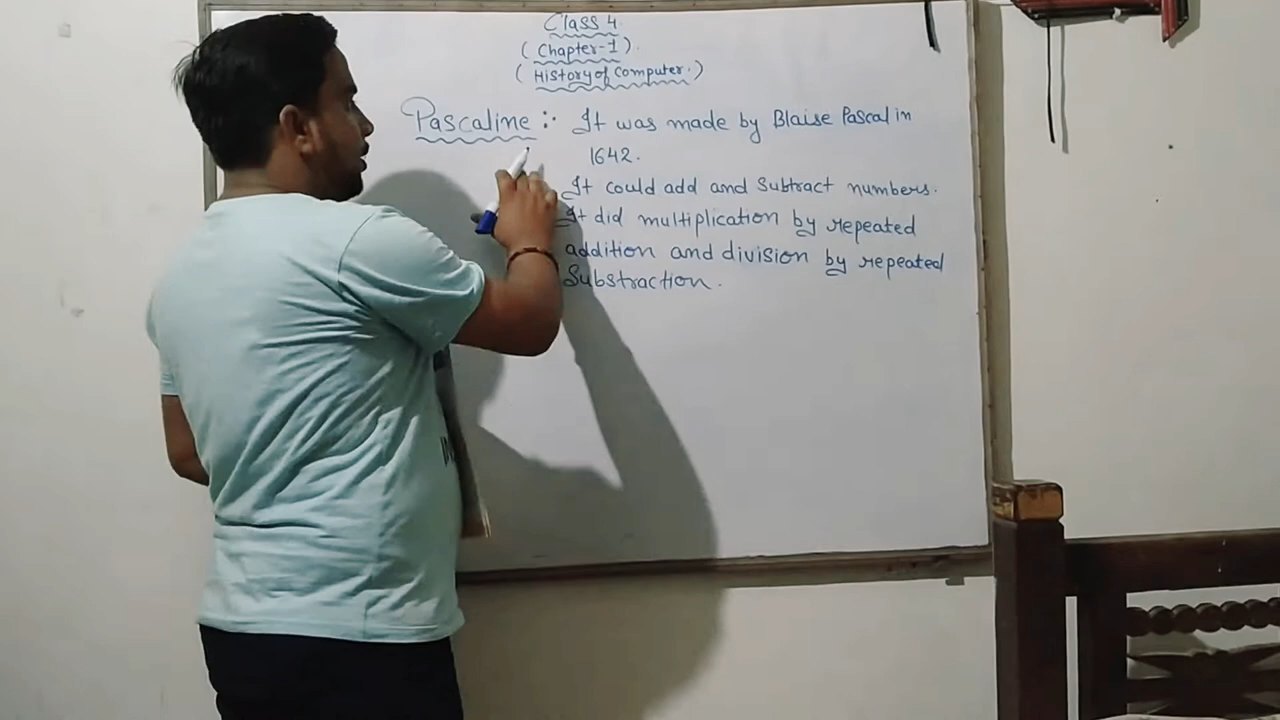 Class 4
(Chapter-1).
(History of Computer.)
Pascaline :- It was made by Blaise Pascal in
1642.
It could add and Subtract numbers.
It did multiplication by repeated
addition and division by repeated
Substraction.